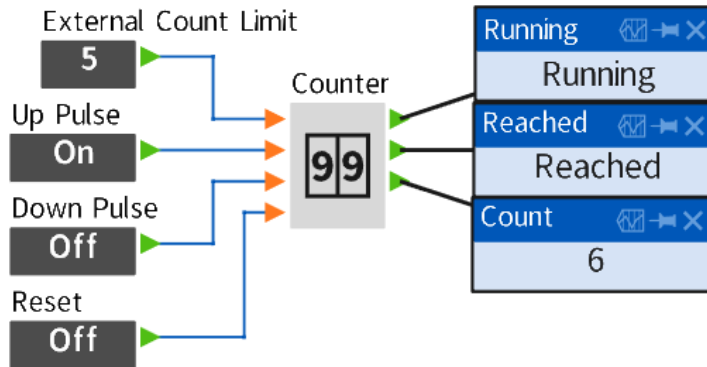 External Count Limit
5
Up Pulse
On
Down Pulse
Off
Reset
Off
Counter
99
Running
Running
Reached
Reached
Count
6